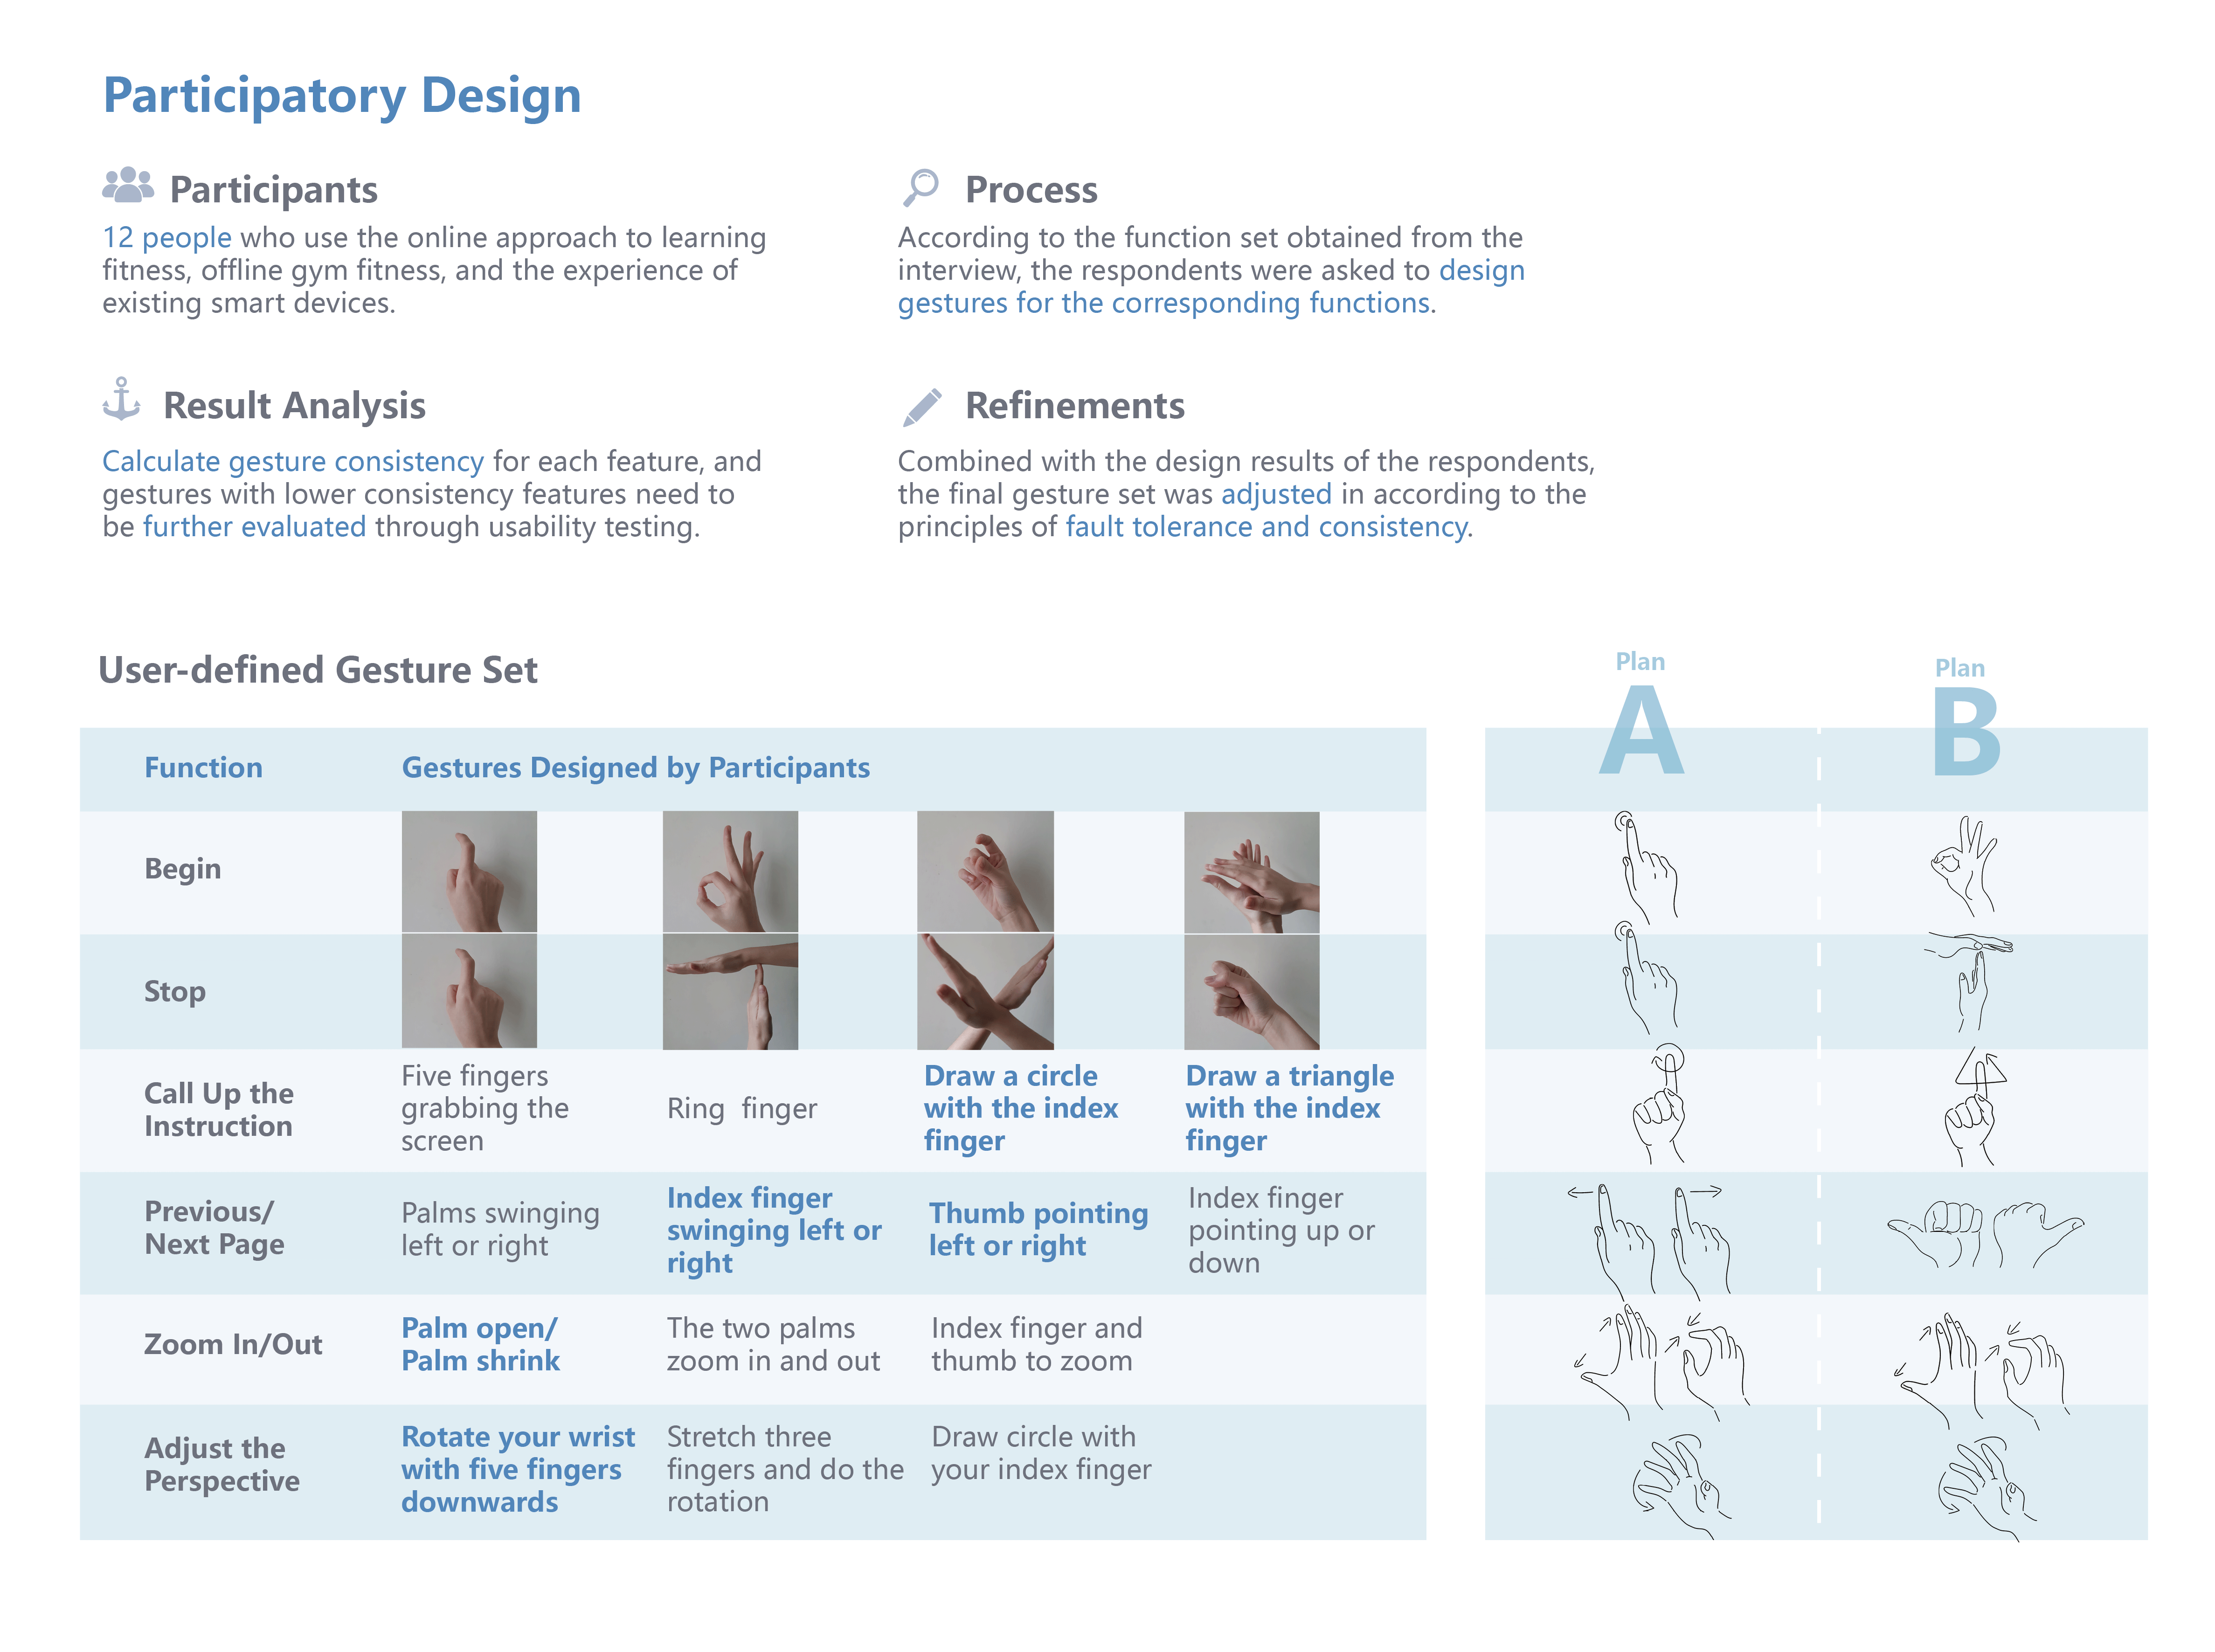 Participatory Design
Participants
12 people who use the online approach to learning
fitness, offline gym fitness, and the experience of
existing smart devices.
Process
According to the function set obtained from the
interview, the respondents were asked to design
gestures for the corresponding functions.
Result Analysis
Calculate gesture consistency for each feature, and
gestures with lower consistency features need to
be further evaluated through usability testing.
Refinements
Combined with the design results of the respondents,
the final gesture set was adjusted in according to the
principles of fault tolerance and consistency.
User-defined Gesture Set
Plan
A
Plan
B
Function
Gestures Designed by Participants
Begin
Stop
Call Up the
Instruction
Five fingers
grabbing the
screen
Ring finger
Draw a circle
with the index
finger
Draw a triangle
with the index
finger
Previous/
Next Page
Palms swinging
left or right
Index finger
swinging left or
right
Thumb pointing
left or right
Index finger
pointing up or
down
Zoom In/Out
Palm open/
Palm shrink
The two palms
zoom in and out
Index finger and
thumb to zoom
Adjust the
Perspective
Rotate your wrist
with five fingers
downwards
Stretch three
fingers and do the
rotation
Draw circle with
your index finger